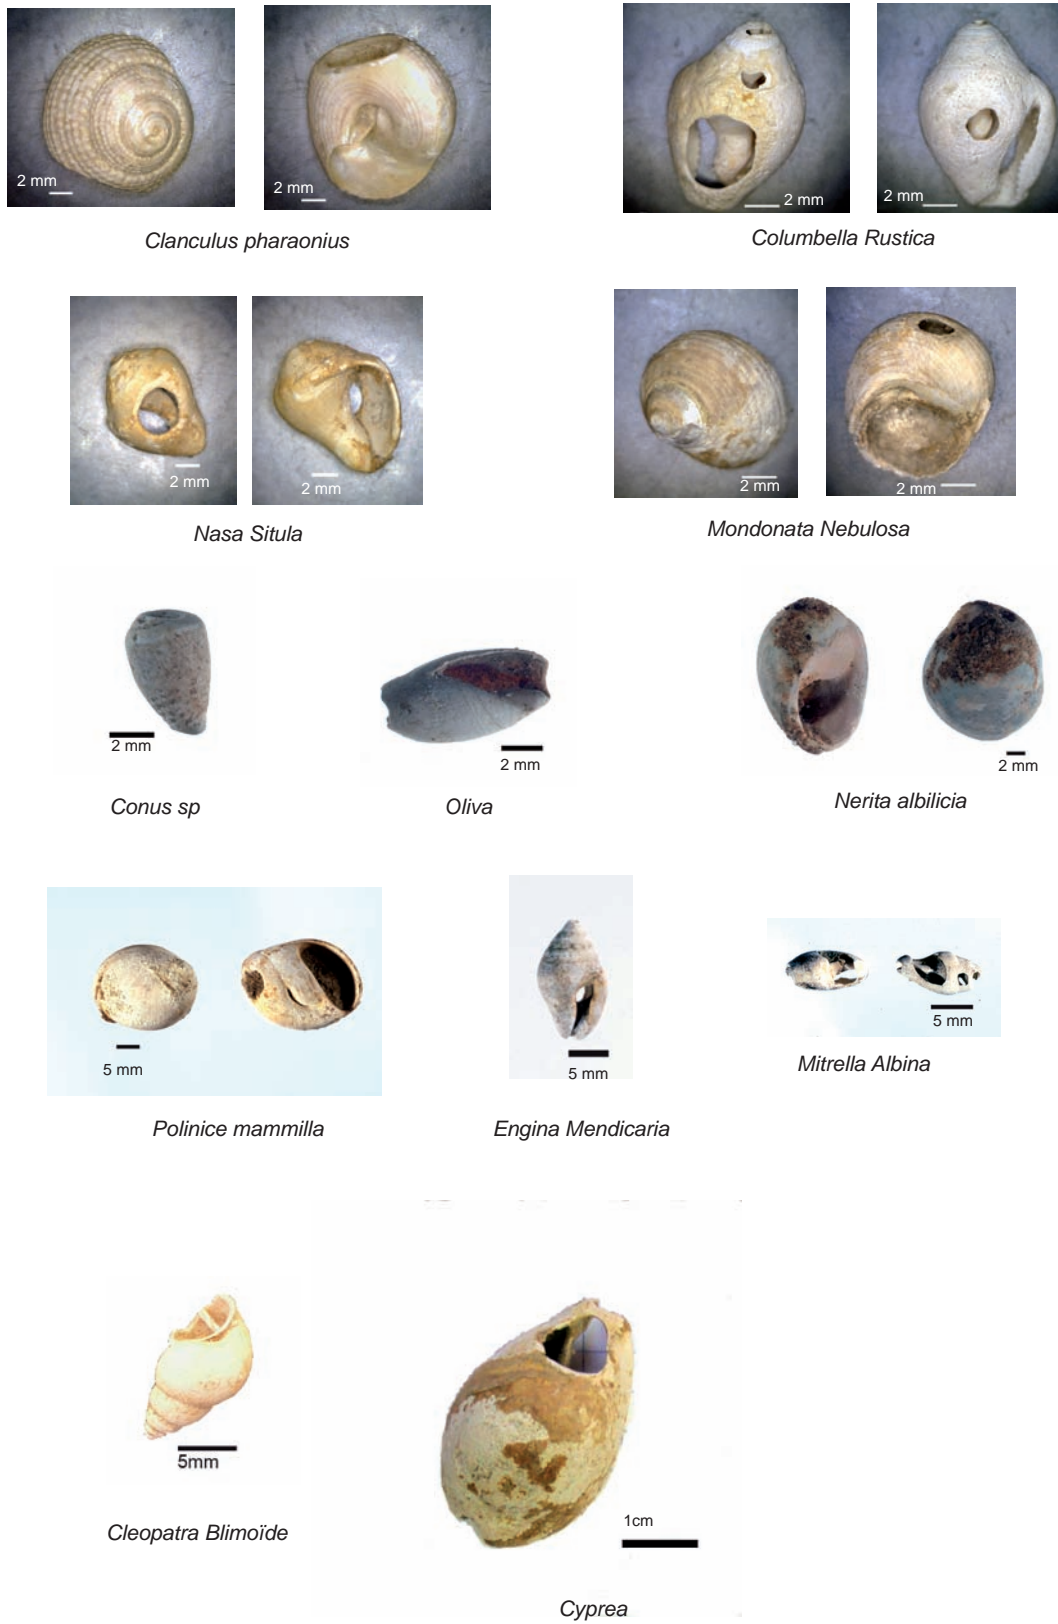 2 mm
2 mm
2 mm
2 mm
Clanculus pharaonius
Columbella Rustica
2 mm
2 mm
2 mm
2 mm
Nasa Situla
Mondonata Nebulosa
2 mm
2 mm
2 mm
Conus sp
Oliva
Nerita albilicia
5 mm
5 mm
5 mm
Polinice mammilla
Engina Mendicaria
Mitrella Albina
5mm
1cm
Cleopatra Blimoïde
Cyprea